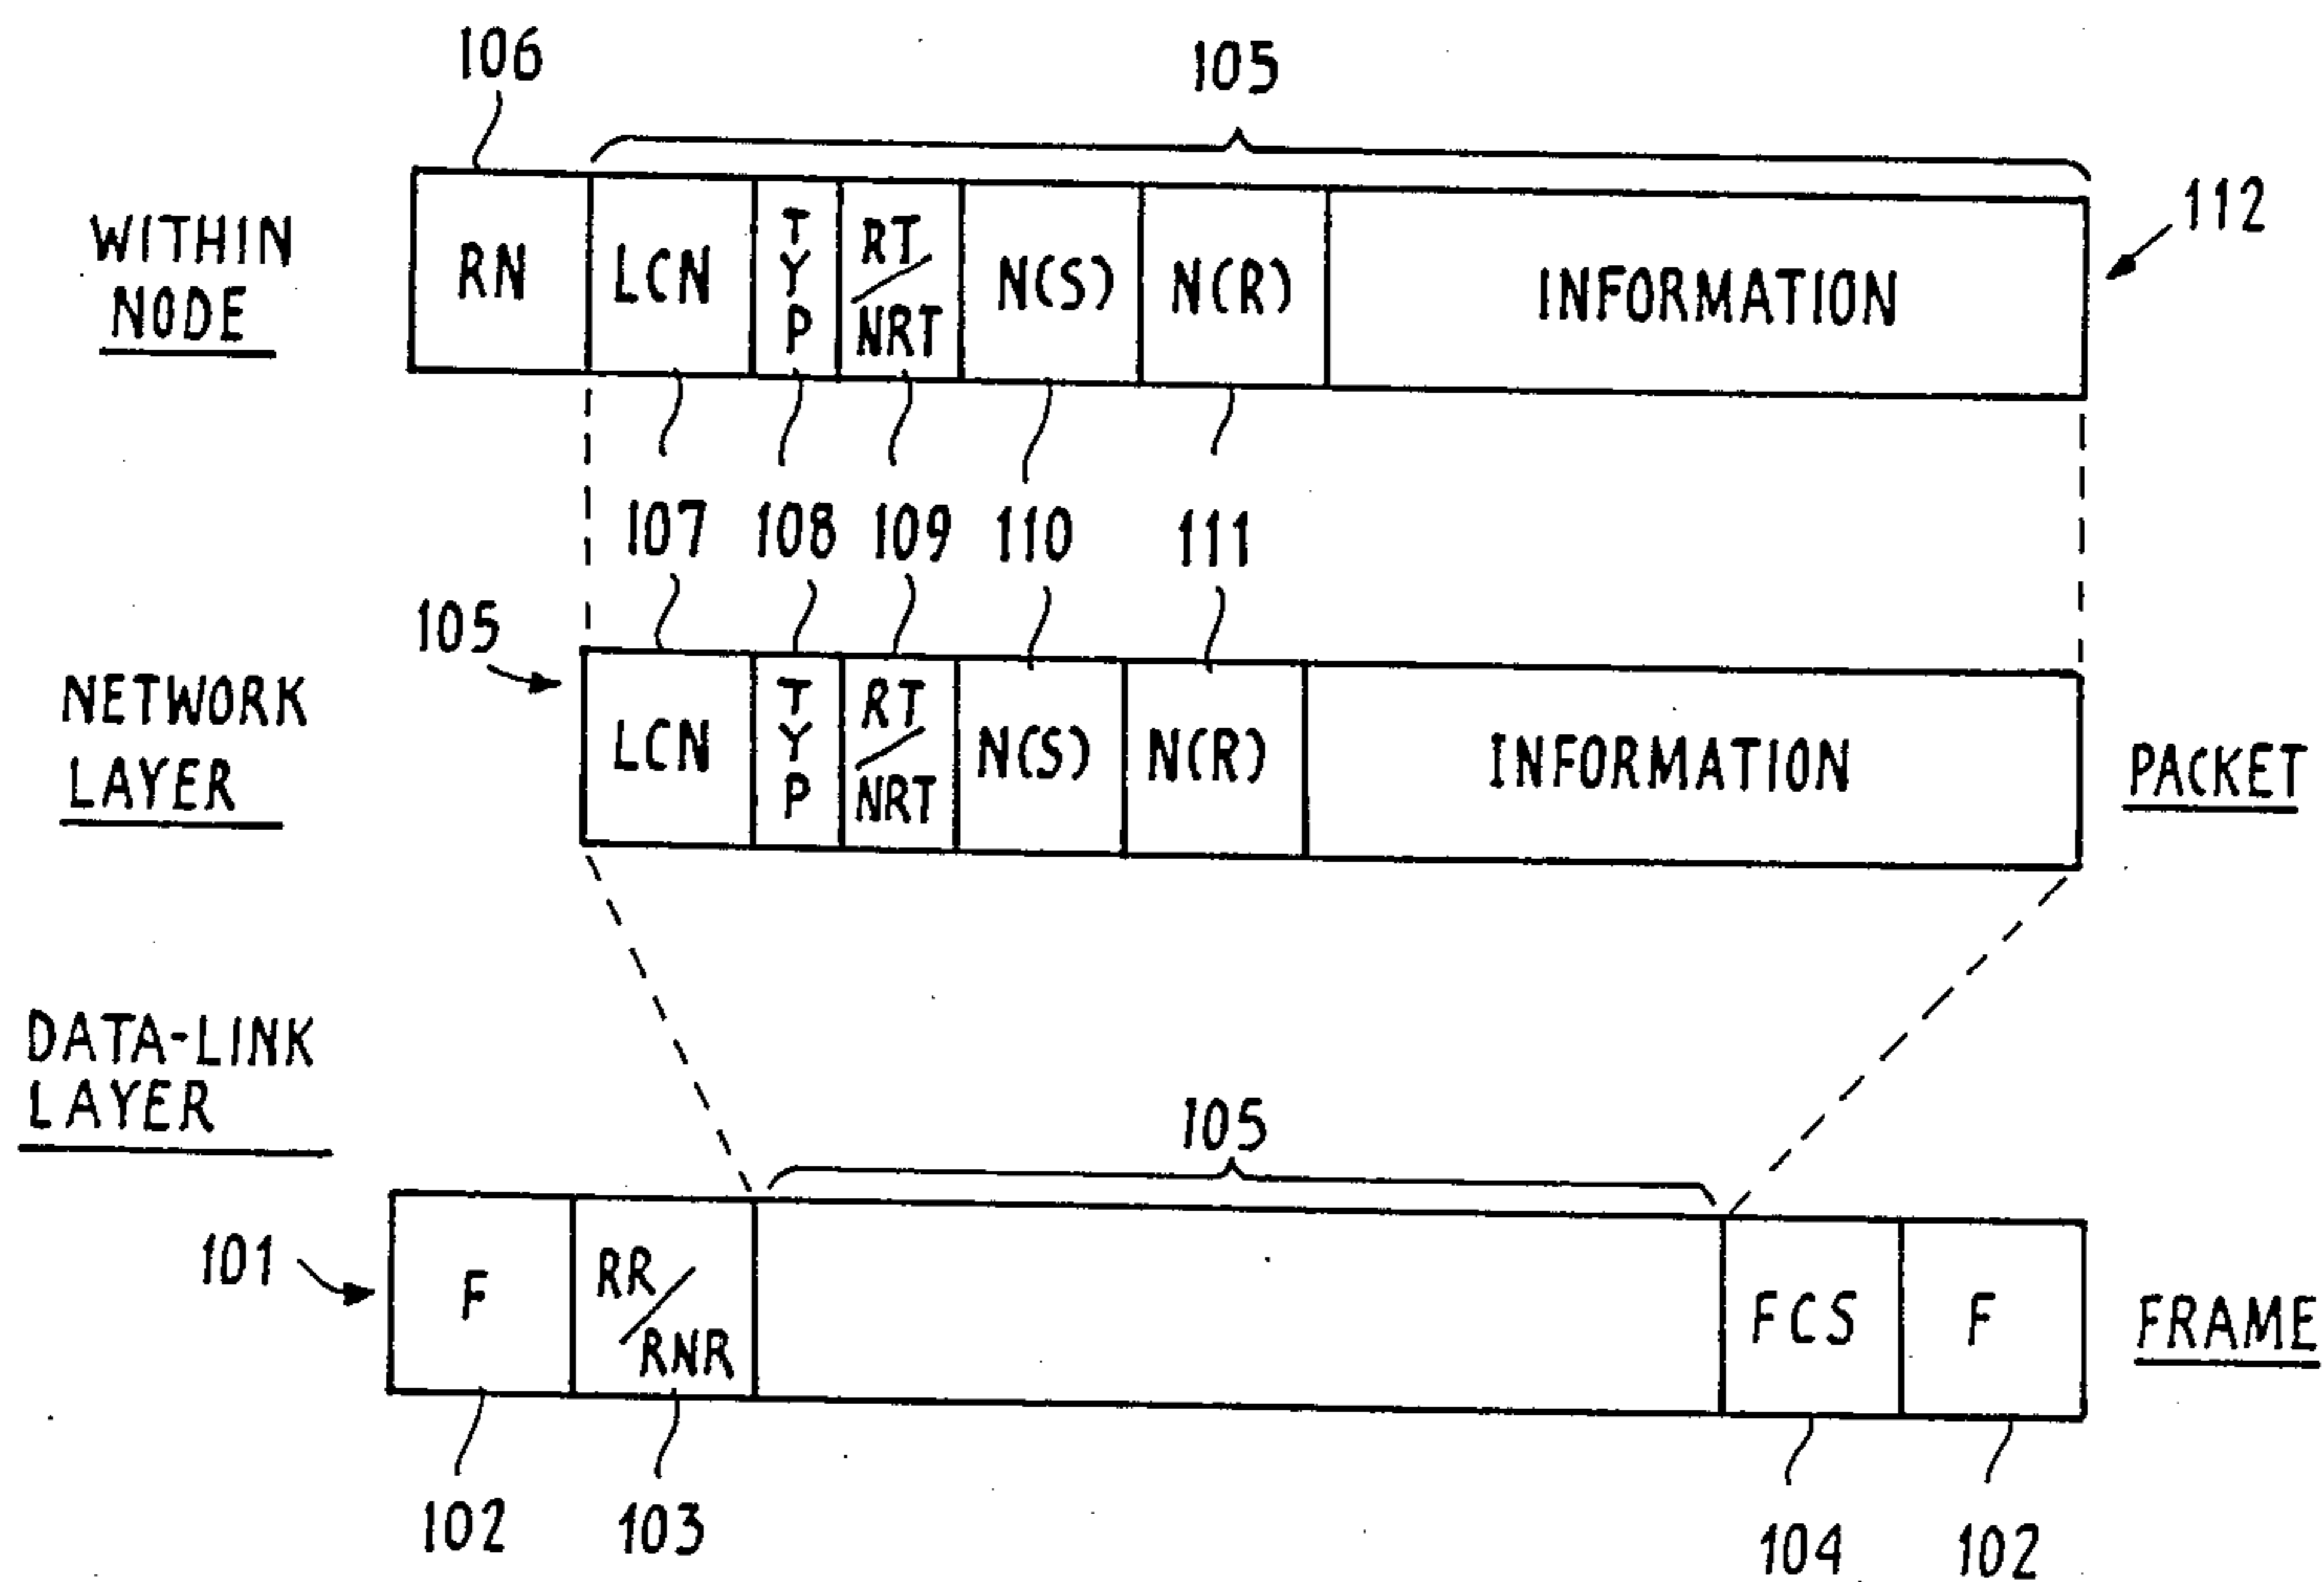 106
105
112
WITHIN
NODE
RN
LCN
TYP
RT/NRT
N(S)
N(R)
INFORMATION
107
108
109
110
111
105
NETWORK
LAYER
LCN
TYP
RT/NRT
N(S)
N(R)
INFORMATION
PACKET
DATA-LINK
LAYER
105
101
F
RR/RNR
FCS
F
FRAME
102
103
104
102